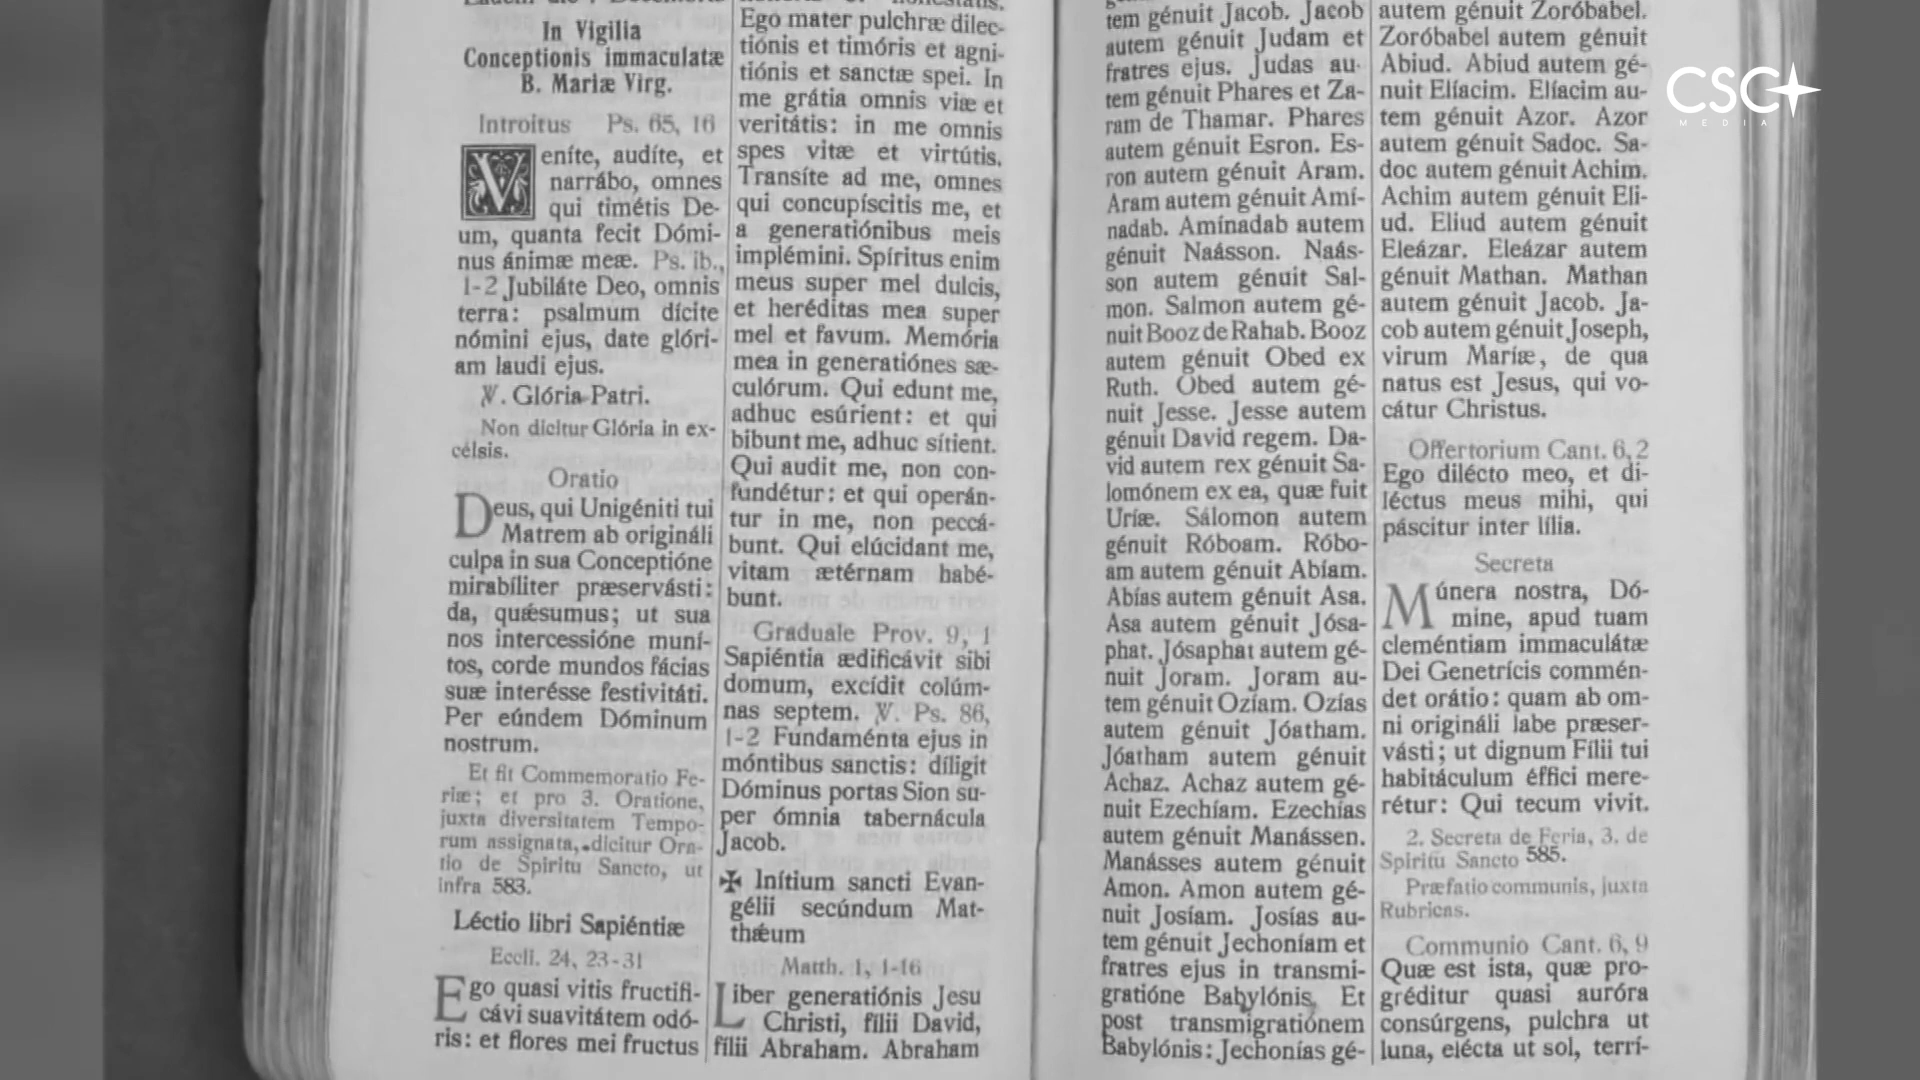 In Vigilia
Conceptionis immaculatæ
B. Mariæ Virg.
Introitus Ps. 65, 16
Veníte, audíte, et
narrábo, omnes
qui timétis De-
um, quanta fecit Dómi-
nus ánimæ meæ. Ps. ib.,
1-2 Jubiláte Deo, omnis
terra: psalmum dícite
nómini ejus, date glóri-
am laudi ejus.
℣. Glória Patri.
Non dicitur Glória in ex-
célsis.
Oratio
Deus, qui Unigéniti tui
Matrem ab origináli
culpa in sua Conceptióne
mirabíliter præservásti:
da, quǽsumus; ut sua
nos intercessióne muní-
tos, corde mundos fácias
suæ interésse festivitáti.
Per eúndem Dóminum
nostrum.
Et fit Commemoratio Fe-
riæ; et pro 3. Oratione,
juxta diversitatem Tempo-
rum assignata, dicitur Ora-
tio de Spiritu Sancto, ut
infra 583.
Léctio libri Sapiéntiæ
Eccli. 24, 23-31
Ego quasi vitis fructifi-
cávi suavitátem odó-
ris: et flores mei fructus
Ego mater pulchræ dilec-
tiónis et timóris et agni-
tiónis et sanctæ spei. In
me grátia omnis viæ et
veritátis: in me omnis
spes vitæ et virtútis.
Transíte ad me, omnes
qui concupíscitis me, et
a generatiónibus meis
implémini. Spíritus enim
meus super mel dulcis,
et heréditas mea super
mel et favum. Memória
mea in generatiónes sæ-
culórum. Qui edunt me,
adhuc esúrient: et qui
bibunt me, adhuc sítient.
Qui audit me, non con-
fundétur: et qui operán-
tur in me, non peccá-
bunt. Qui elúcidant me,
vitam ætérnam habé-
bunt.
Graduale Prov. 9, 1
Sapiéntia ædificávit sibi
domum, excídit colúm-
nas septem. ℣. Ps. 86,
1-2 Fundaménta ejus in
móntibus sanctis: díligit
Dóminus portas Sion su-
per ómnia tabernácula
Jacob.
✠ Inítium sancti Evan-
gélii secúndum Mat-
thǽum
Matth. 1, 1-16
Liber generatiónis Jesu
Christi, fílii David,
fílii Abraham. Abraham
tem génuit Jacob. Jacob
autem génuit Judam et
fratres ejus. Judas au-
tem génuit Phares et Za-
ram de Thamar. Phares
autem génuit Esron. Es-
ron autem génuit Aram.
Aram autem génuit Amí-
nadab. Amínadab autem
génuit Naásson. Naás-
son autem génuit Sal-
mon. Salmon autem gé-
nuit Booz de Rahab. Booz
autem génuit Obed ex
Ruth. Obed autem gé-
nuit Jesse. Jesse autem
génuit David regem. Da-
vid autem rex génuit Sa-
lomónem ex ea, quæ fuit
Uríæ. Sálomon autem
génuit Róboam. Róbo-
am autem génuit Abíam.
Abías autem génuit Asa.
Asa autem génuit Jósa-
phat. Jósaphat autem gé-
nuit Joram. Joram au-
tem génuit Ozíam. Ozías
autem génuit Jóatham.
Jóatham autem génuit
Achaz. Achaz autem gé-
nuit Ezechíam. Ezechías
autem génuit Manássen.
Manásses autem génuit
Amon. Amon autem gé-
nuit Josíam. Josías au-
tem génuit Jechoníam et
fratres ejus in transmi-
gratióne Babylónis. Et
post transmigratiónem
Babylónis: Jechonías gé-
autem génuit Zoróbabel.
Zoróbabel autem génuit
Abiud. Abiud autem gé-
nuit Elíacim. Elíacim au-
tem génuit Azor. Azor
autem génuit Sadoc. Sa-
doc autem génuit Achim.
Achim autem génuit Eli-
ud. Eliud autem génuit
Eleázar. Eleázar autem
génuit Mathan. Mathan
autem génuit Jacob. Ja-
cob autem génuit Joseph,
virum Maríæ, de qua
natus est Jesus, qui vo-
cátur Christus.
Offertorium Cant. 6, 2
Ego dilécto meo, et di-
léctus meus mihi, qui
páscitur inter lília.
Secreta
Múnera nostra, Dó-
mine, apud tuam
cleméntiam immaculátæ
Dei Genetrícis commén-
det orátio: quam ab om-
ni origináli labe præser-
vásti; ut dignum Fílii tui
habitáculum éffici mere-
rétur: Qui tecum vivit.
2. Secreta de Feria, 3. de
Spiritu Sancto 585.
Præfatio communis, juxta
Rubricas.
Communio Cant. 6, 9
Quæ est ista, quæ pro-
gréditur quasi auróra
consúrgens, pulchra ut
luna, elécta ut sol, terrí-
CSC
MEDIA